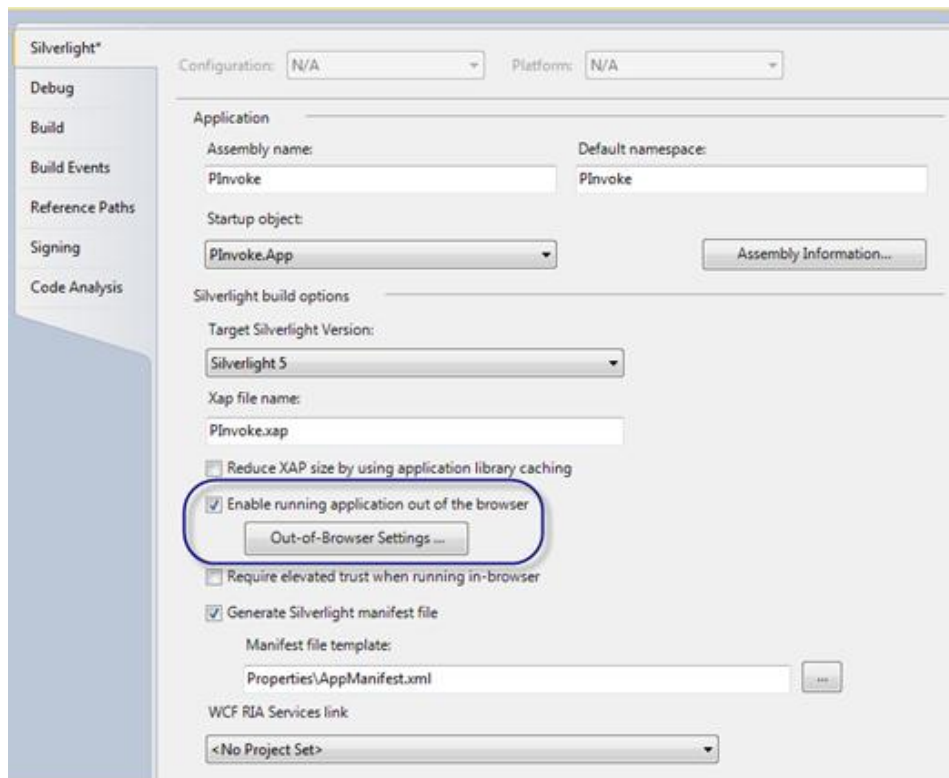 Silverlight*
Debug
Build
Build Events
Reference Paths
Signing
Code Analysis
Configuration: N/A Platform: N/A
Application
Assembly name: Default namespace:
PInvoke PInvoke
Startup object:
PInvoke.App Assembly Information...
Silverlight build options
Target Silverlight Version:
Silverlight 5
Xap file name:
PInvoke.xap
Reduce XAP size by using application library caching
Enable running application out of the browser
Out-of-Browser Settings ...
Require elevated trust when running in-browser
Generate Silverlight manifest file
Manifest file template:
Properties\AppManifest.xml ...
WCF RIA Services link
<No Project Set>